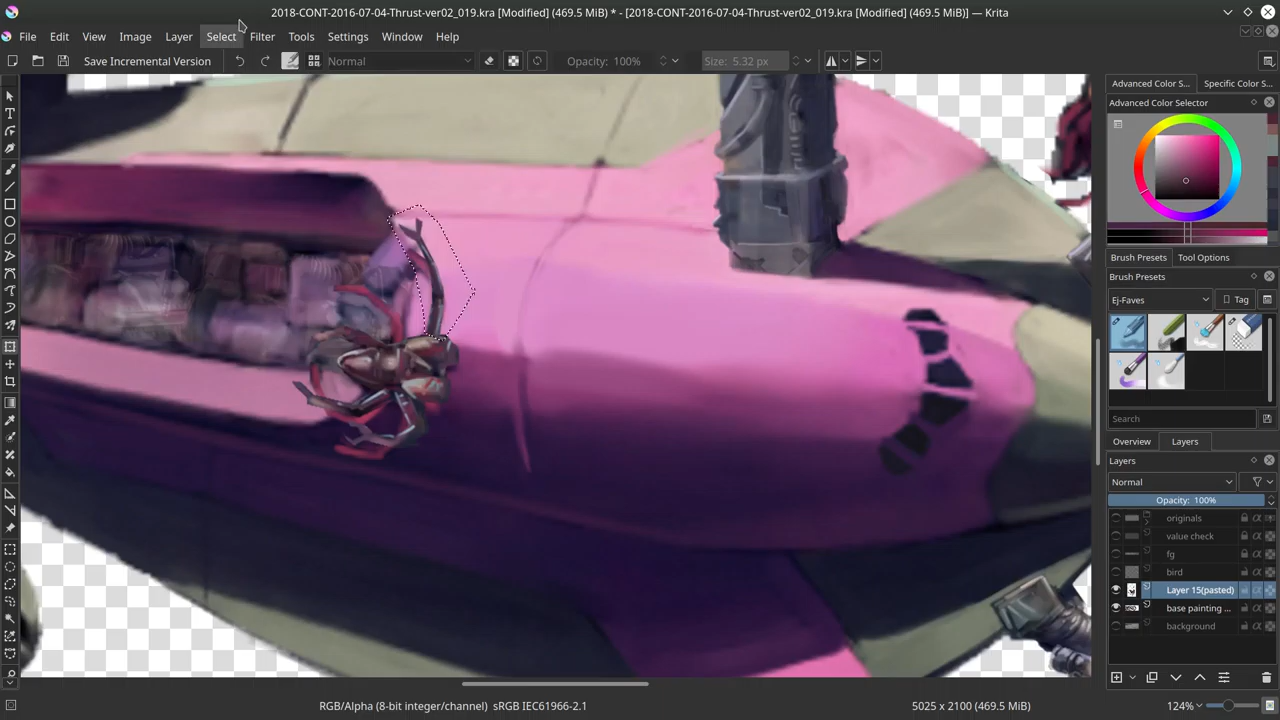 2018-CONT-2016-07-04-Thrust-ver02_019.kra [Modified] (469.5 MiB) * - [2018-CONT-2016-07-04-Thrust-ver02_019.kra [Modified] (469.5 MiB)] — Krita
File Edit View Image Layer Select Filter Tools Settings Window Help
Save Incremental Version Normal Opacity: 100% Size: 5.32 px
Advanced Color S... Specific Color S...
Advanced Color Selector
Brush Presets Tool Options
Brush Presets
Ej-Faves Tag
Search
Overview Layers
Layers
Normal
Opacity: 100%
originals
value check
fg
bird
Layer 15(pasted)
base painting ...
background
RGB/Alpha (8-bit integer/channel) sRGB IEC61966-2.1 5025 x 2100 (469.5 MiB) 124%